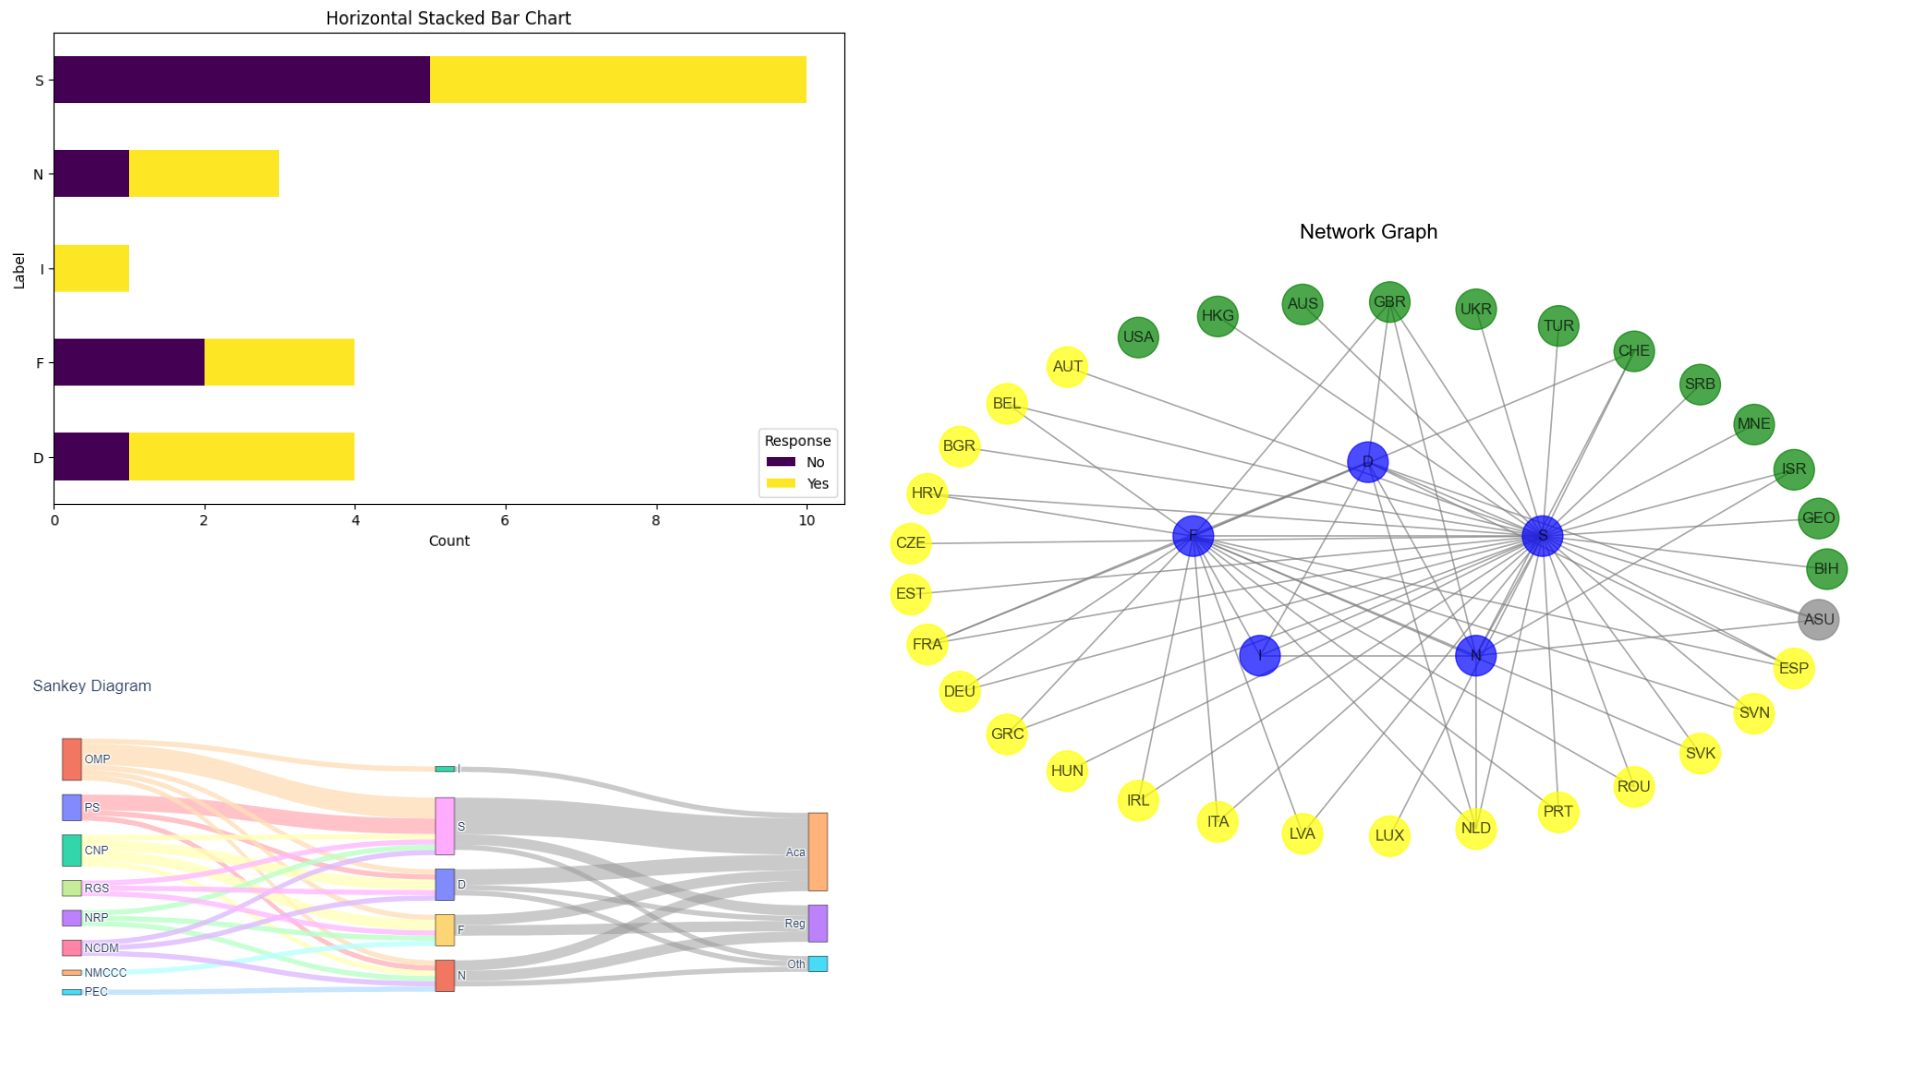 Horizontal Stacked Bar Chart
S
N
I
F
D
Label
0 2 4 6 8 10
Count
Response
No
Yes
Network Graph
GBR
AUS
UKR
HKG
TUR
USA
CHE
AUT
SRB
BEL
MNE
BGR
ISR
D
HRV
GEO
F
S
CZE
BIH
EST
ASU
FRA
I
N
ESP
DEU
SVN
GRC
SVK
HUN
ROU
IRL
PRT
ITA
NLD
LVA
LUX
Sankey Diagram
OMP
PS
CNP
RGS
NRP
NCDM
NMCCC
PEC
I
S
D
F
N
Aca
Reg
Oth